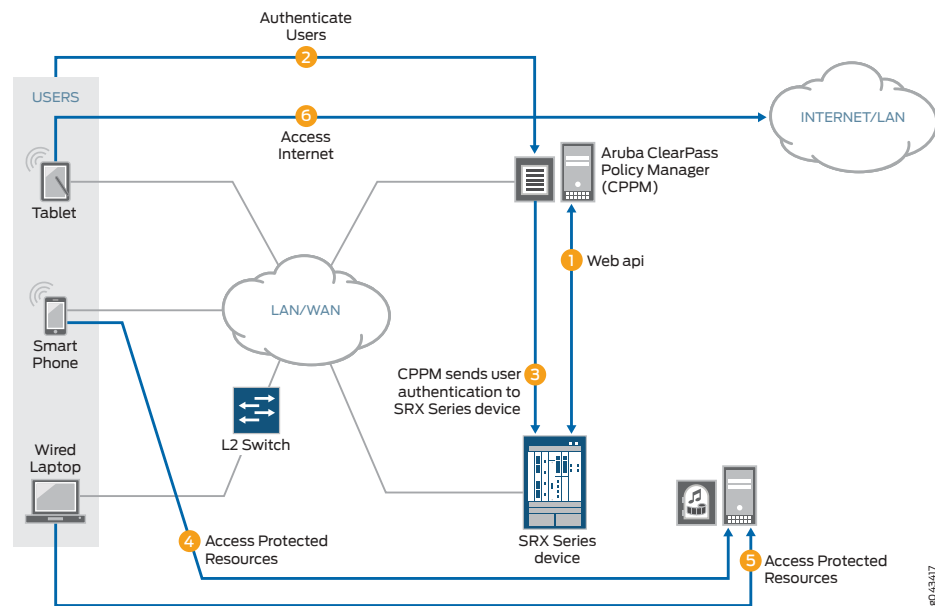 Authenticate
Users
2
USERS
6
Access
Internet
INTERNET/LAN
Aruba ClearPass
Policy Manager
(CPPM)
Tablet
1 Web api
LAN/WAN
Smart
Phone
CPPM sends user
authentication to
SRX Series device
3
L2 Switch
Wired
Laptop
SRX Series
device
4 Access Protected
Resources
5 Access Protected
Resources
g043417